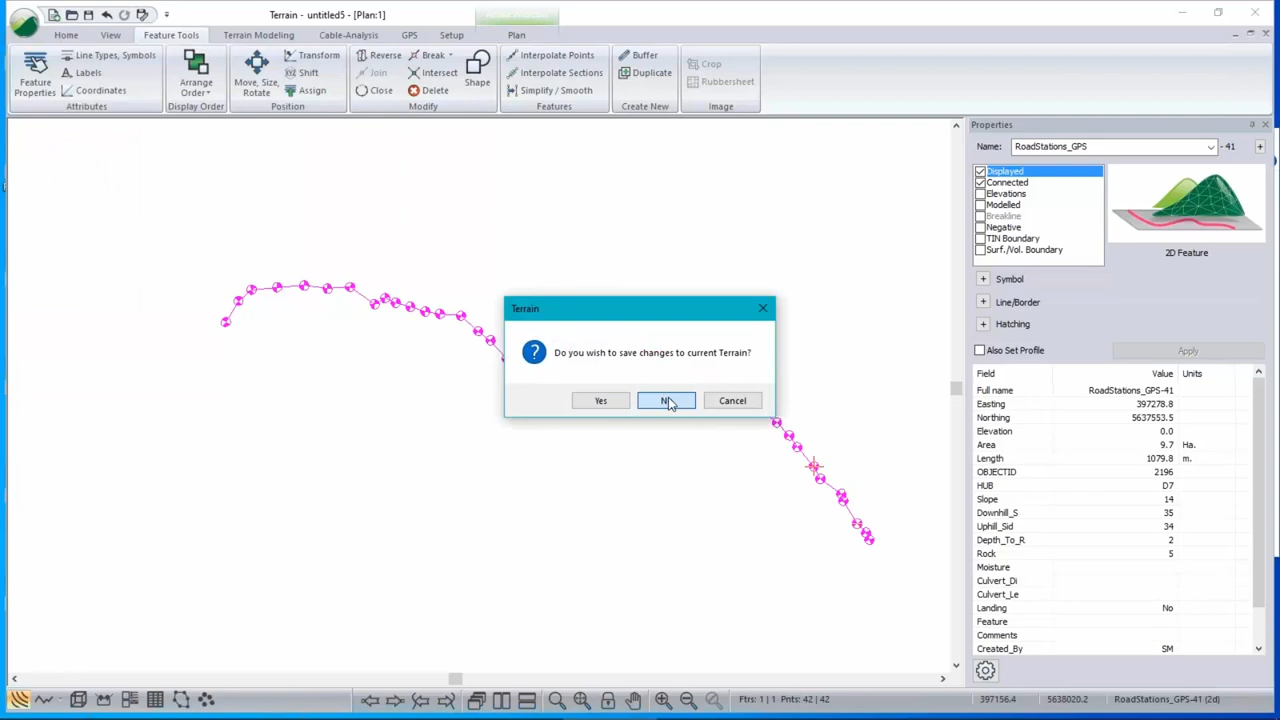 Terrain - untitled5 - [Plan:1]
Home View Feature Tools Terrain Modeling Cable-Analysis GPS Setup Plan
Feature Properties
Line Types, Symbols
Labels
Coordinates
Attributes
Arrange Order
Display Order
Move, Size, Rotate
Transform
Shift
Assign
Position
Reverse
Join
Close
Break
Intersect
Delete
Shape
Modify
Interpolate Points
Interpolate Sections
Simplify / Smooth
Features
Buffer
Duplicate
Create New
Crop
Rubbersheet
Image
Terrain
Do you wish to save changes to current Terrain?
Yes Cancel
Properties
Name: RoadStations_GPS - 41
Displayed
Connected
Elevations
Modelled
Breakline
Negative
TIN Boundary
Surf./Vol. Boundary
2D Feature
Symbol
Line/Border
Hatching
Also Set Profile Apply
Field Value Units
Full name RoadStations_GPS-41
Easting 397278.8
Northing 5637553.5
Elevation 0.0
Area 9.7 Ha.
Length 1079.8 m.
OBJECTID 2196
HUB D7
Slope 14
Downhill_S 35
Uphill_Sid 34
Depth_To_R 2
Rock 5
Moisture
Culvert_Di
Culvert_Le
Landing No
Feature
Comments
Created_By SM
Ftrs: 1 | 1 Pnts: 42 | 42 397156.4 5638020.2 RoadStations_GPS-41 (2d)